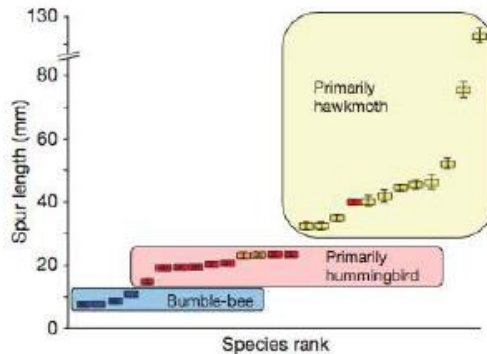 130
80
60
40
20
0
Spur length (mm)
Primarily
hawkmoth
Primarily
hummingbird
Bumble-bee
Species rank